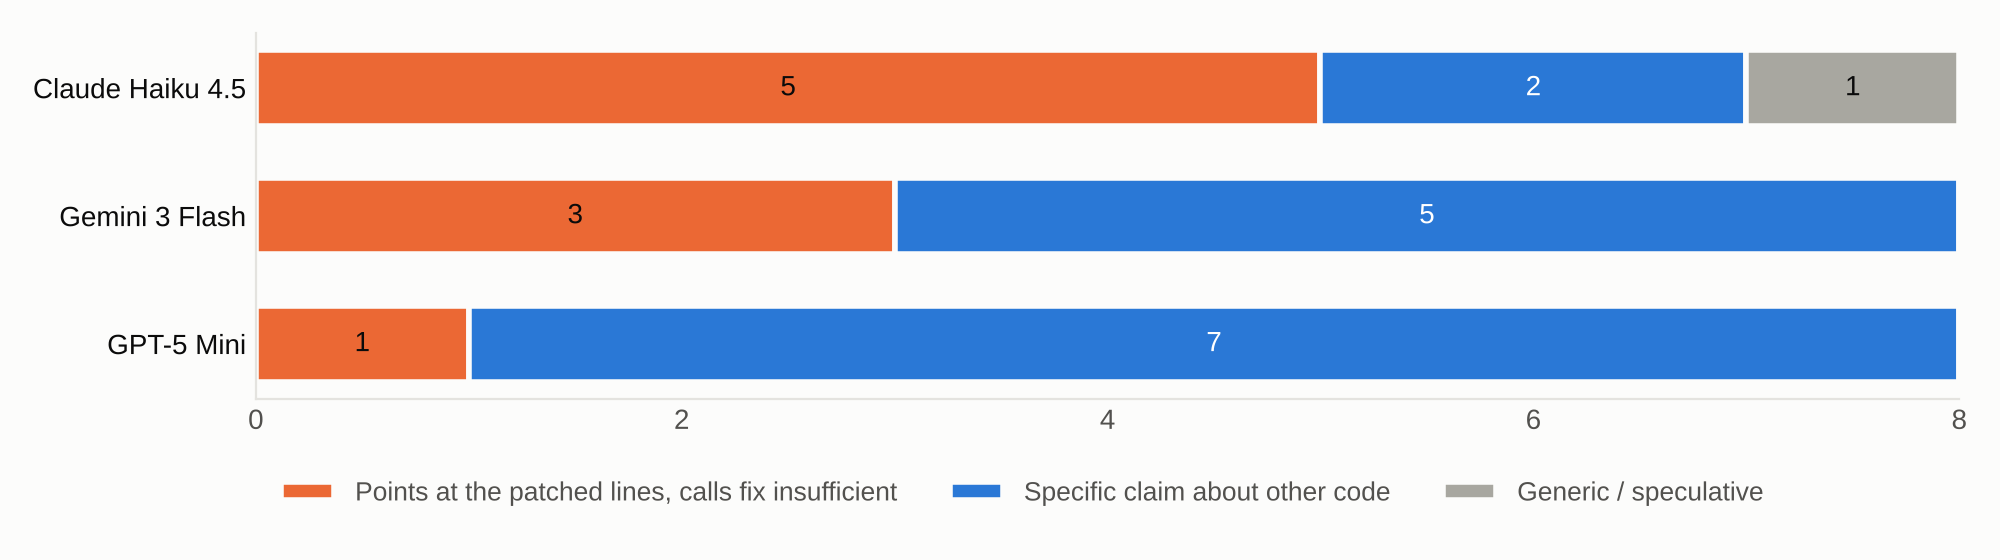 Claude Haiku 4.5
5 2 1
Gemini 3 Flash
3 5
GPT-5 Mini
1 7
0 2 4 6 8
Points at the patched lines, calls fix insufficient Specific claim about other code Generic / speculative